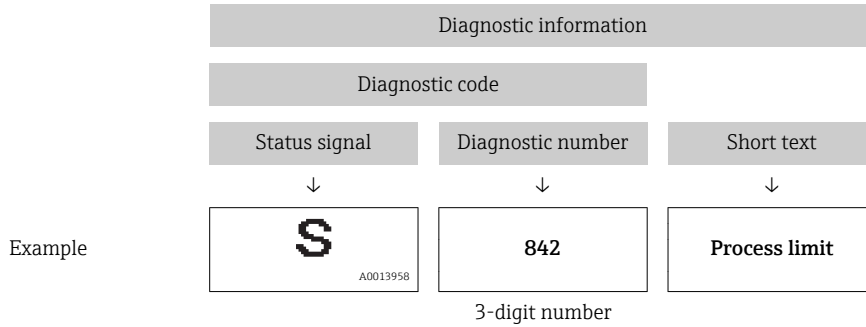 Diagnostic information
Diagnostic code
Status signal Diagnostic number Short text
↓ ↓ ↓
Example S 842 Process limit
A0013958
3-digit number